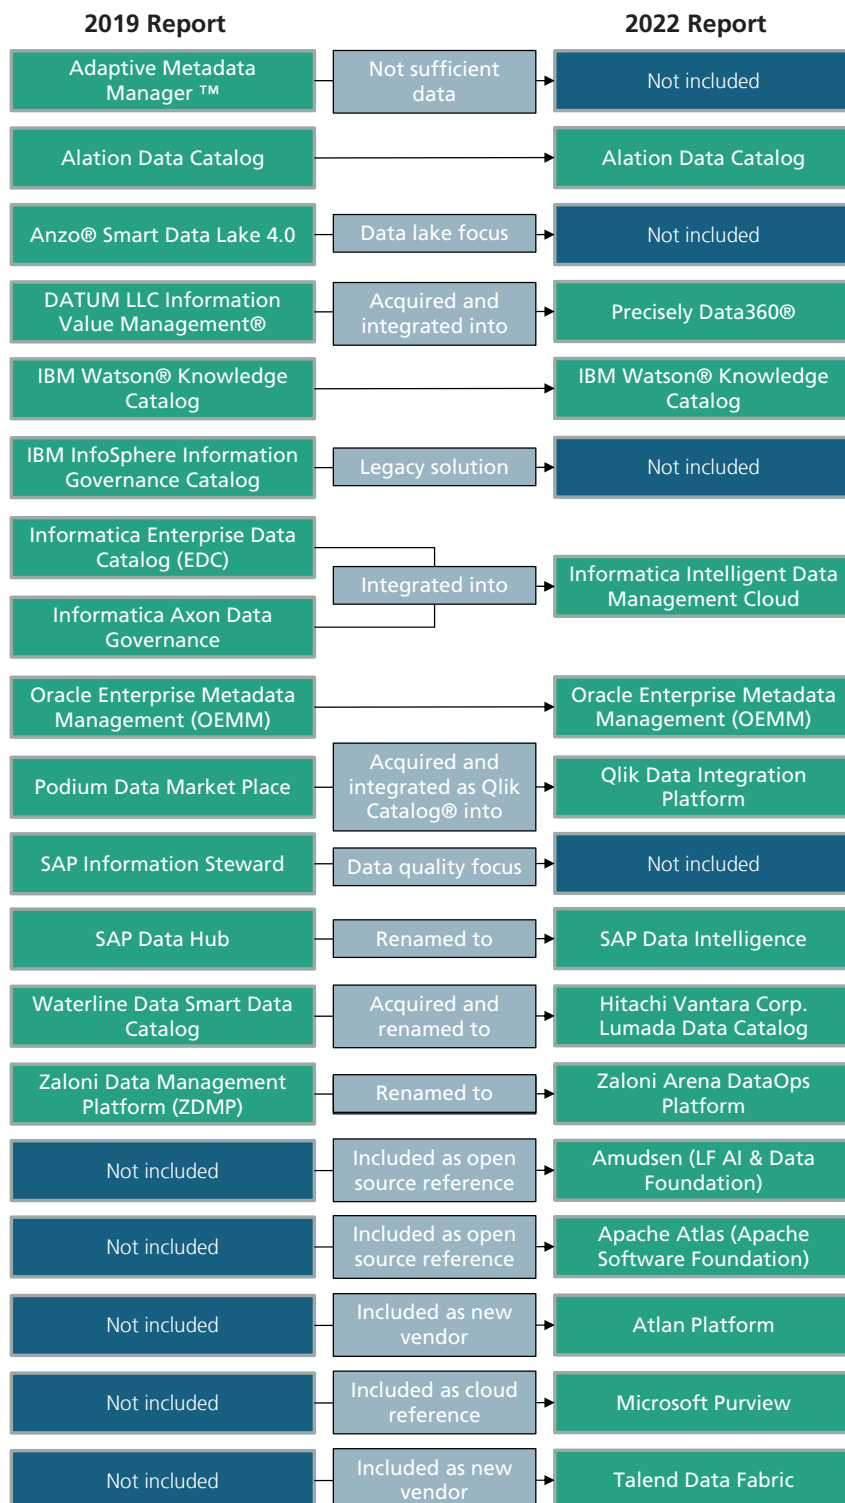 2019 Report
2022 Report
Adaptive Metadata
Manager ™
Not sufficient
data
Not included
Alation Data Catalog
Alation Data Catalog
Anzo® Smart Data Lake 4.0
Data lake focus
Not included
DATUM LLC Information
Value Management®
Acquired and
integrated into
Precisely Data360®
IBM Watson® Knowledge
Catalog
IBM Watson® Knowledge
Catalog
IBM InfoSphere Information
Governance Catalog
Legacy solution
Not included
Informatica Enterprise Data
Catalog (EDC)
Informatica Axon Data
Governance
Integrated into
Informatica Intelligent Data
Management Cloud
Oracle Enterprise Metadata
Management (OEMM)
Oracle Enterprise Metadata
Management (OEMM)
Podium Data Market Place
Acquired and
integrated as Qlik
Catalog® into
Qlik Data Integration
Platform
SAP Information Steward
Data quality focus
Not included
SAP Data Hub
Renamed to
SAP Data Intelligence
Waterline Data Smart Data
Catalog
Acquired and
renamed to
Hitachi Vantara Corp.
Lumada Data Catalog
Zaloni Data Management
Platform (ZDMP)
Renamed to
Zaloni Arena DataOps
Platform
Not included
Included as open
source reference
Amudsen (LF AI & Data
Foundation)
Not included
Included as open
source reference
Apache Atlas (Apache
Software Foundation)
Not included
Included as new
vendor
Atlan Platform
Not included
Included as cloud
reference
Microsoft Purview
Not included
Included as new
vendor
Talend Data Fabric